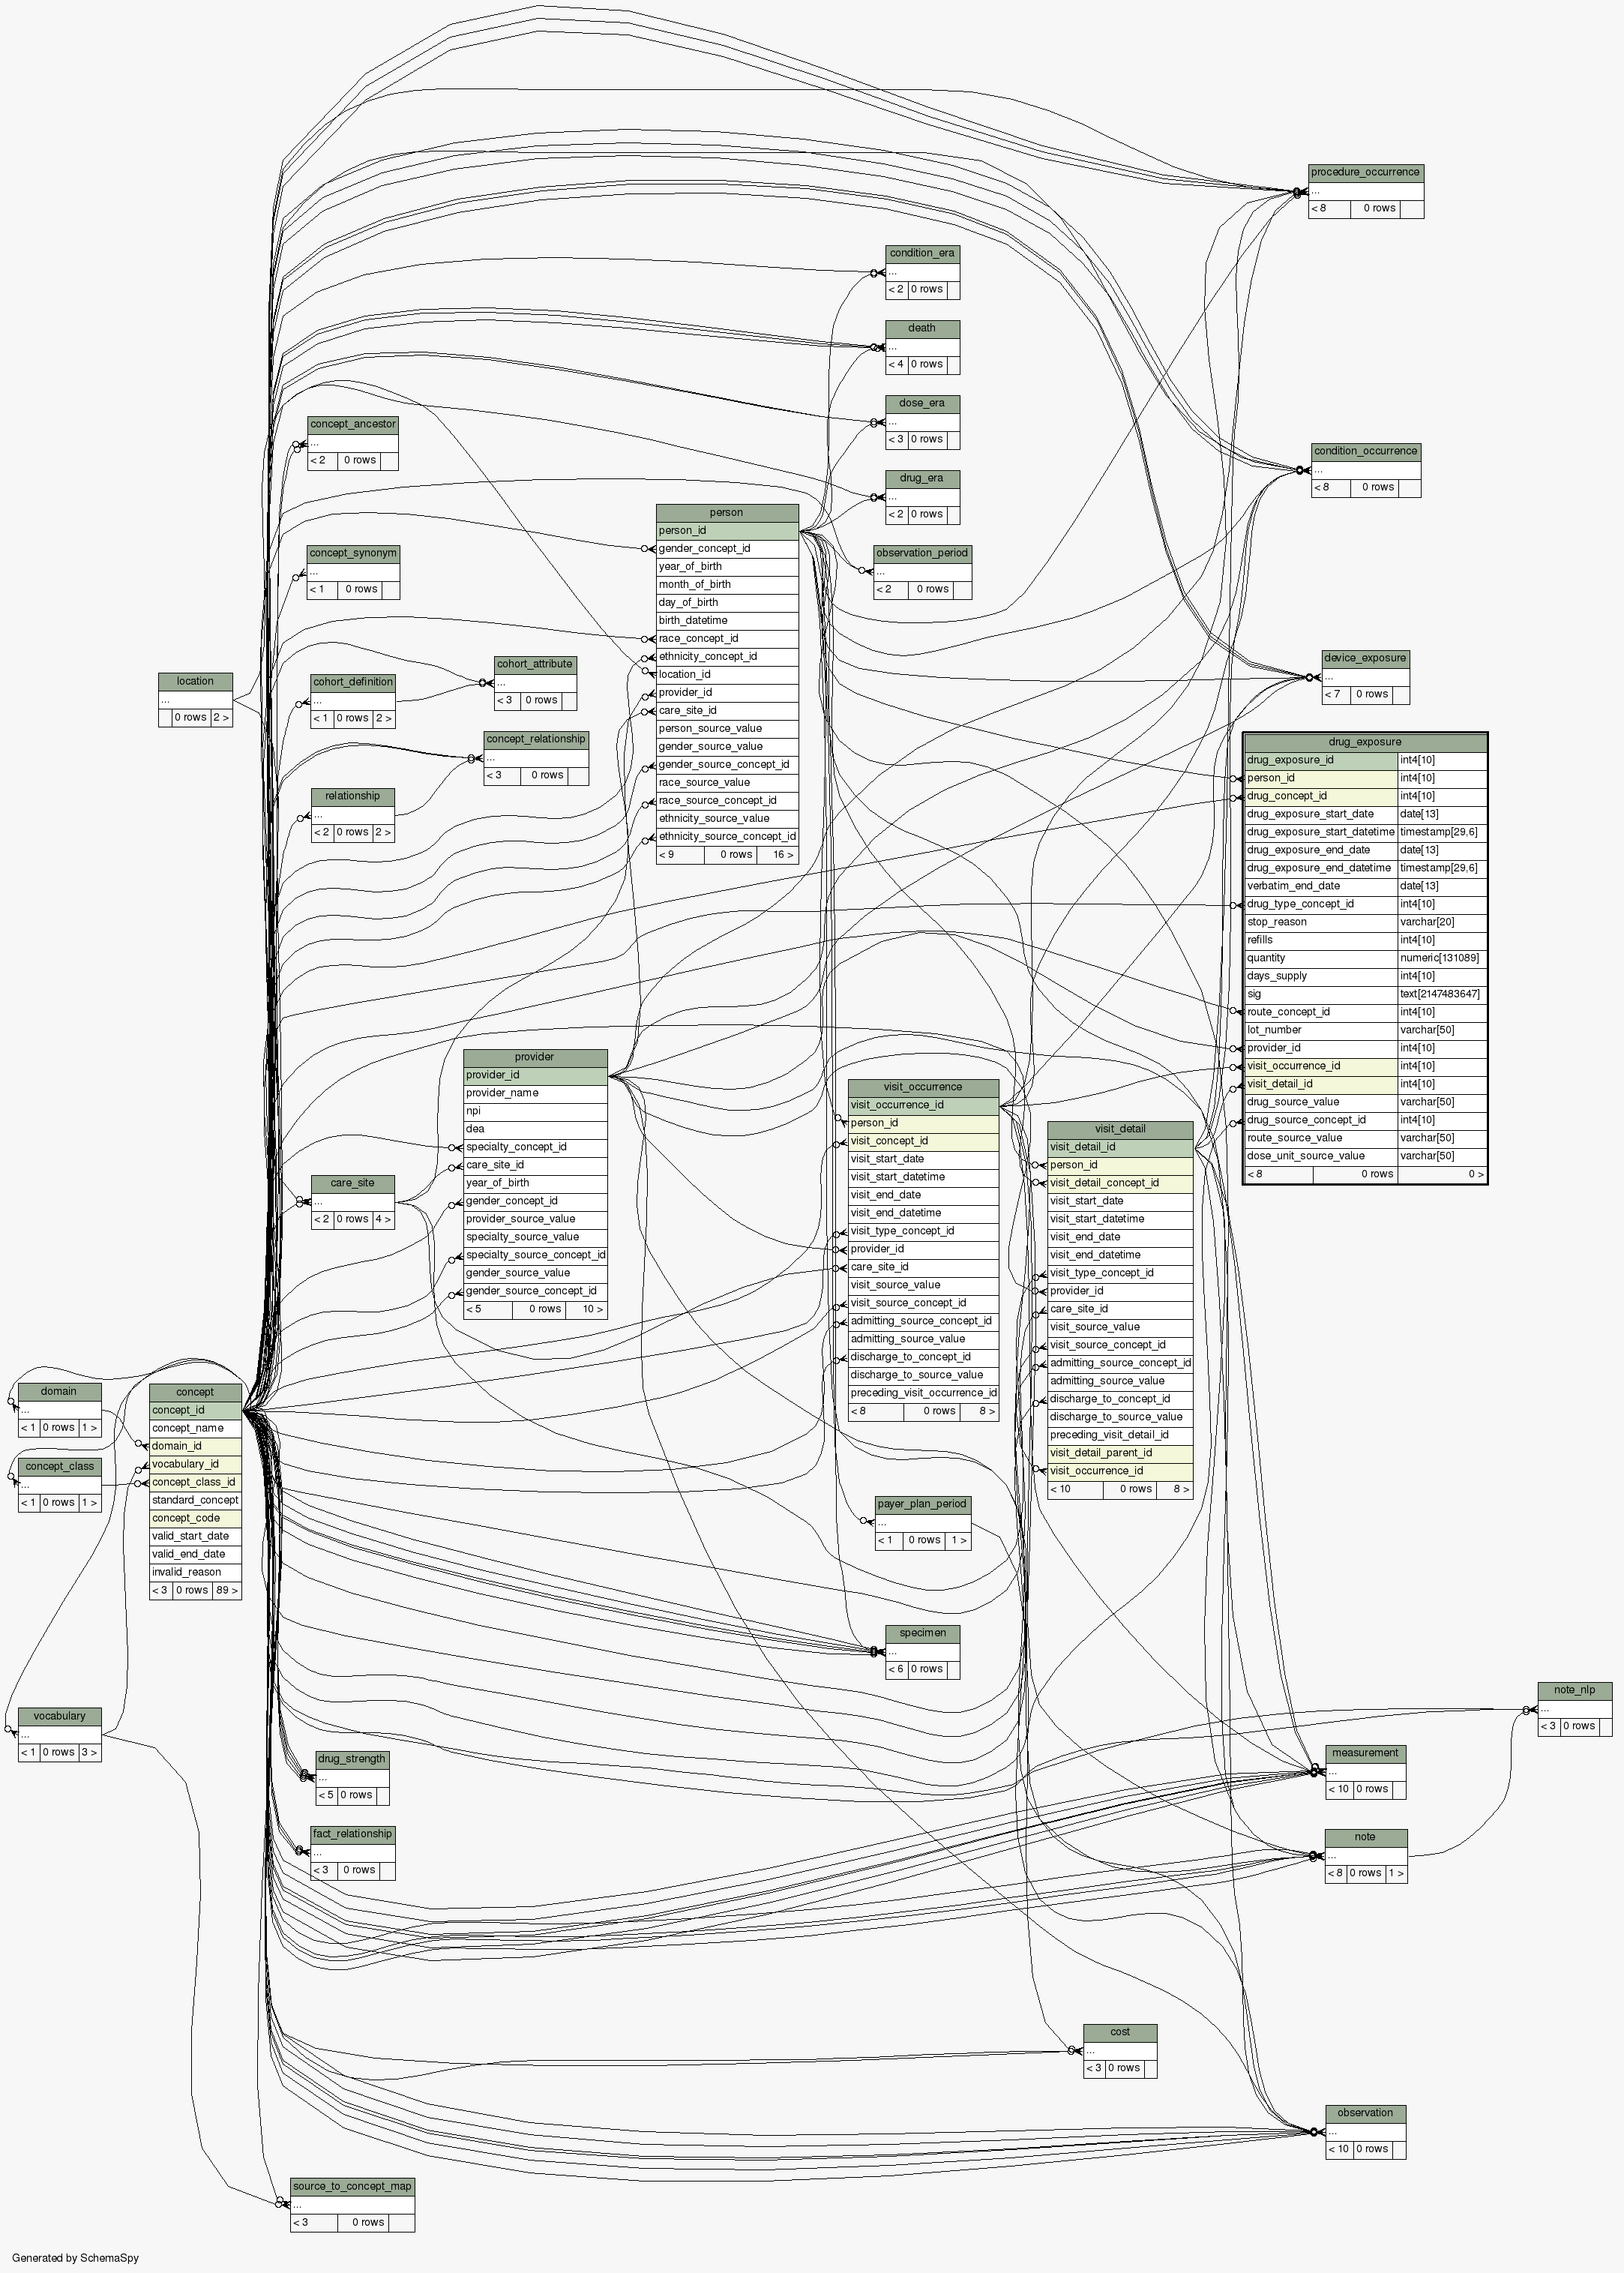 procedure_occurrence
...
< 8 0 rows
condition_era
...
< 2 0 rows
death
...
< 4 0 rows
dose_era
...
< 3 0 rows
concept_ancestor
...
< 2 0 rows
condition_occurrence
...
< 8 0 rows
drug_era
...
< 2 0 rows
person
person_id
gender_concept_id
year_of_birth
month_of_birth
day_of_birth
birth_datetime
race_concept_id
ethnicity_concept_id
location_id
provider_id
care_site_id
person_source_value
gender_source_value
gender_source_concept_id
race_source_value
race_source_concept_id
ethnicity_source_value
ethnicity_source_concept_id
< 9 0 rows 16 >
concept_synonym
...
< 1 0 rows
observation_period
...
< 2 0 rows
device_exposure
...
< 7 0 rows
cohort_attribute
...
< 3 0 rows
location
...
0 rows 2 >
cohort_definition
...
< 1 0 rows 2 >
concept_relationship
...
< 3 0 rows
relationship
...
< 2 0 rows 2 >
drug_exposure
drug_exposure_id int4[10]
person_id int4[10]
drug_concept_id int4[10]
drug_exposure_start_date date[13]
drug_exposure_start_datetime timestamp[29,6]
drug_exposure_end_date date[13]
drug_exposure_end_datetime timestamp[29,6]
verbatim_end_date date[13]
drug_type_concept_id int4[10]
stop_reason varchar[20]
refills int4[10]
quantity numeric[131089]
days_supply int4[10]
sig text[2147483647]
route_concept_id int4[10]
lot_number varchar[50]
provider_id int4[10]
visit_occurrence_id int4[10]
visit_detail_id int4[10]
drug_source_value varchar[50]
drug_source_concept_id int4[10]
route_source_value varchar[50]
dose_unit_source_value varchar[50]
< 8 0 rows 0 >
provider
provider_id
provider_name
npi
dea
specialty_concept_id
care_site_id
year_of_birth
gender_concept_id
provider_source_value
specialty_source_value
specialty_source_concept_id
gender_source_value
gender_source_concept_id
< 5 0 rows 10 >
visit_occurrence
visit_occurrence_id
person_id
visit_concept_id
visit_start_date
visit_start_datetime
visit_end_date
visit_end_datetime
visit_type_concept_id
provider_id
care_site_id
visit_source_value
visit_source_concept_id
admitting_source_concept_id
admitting_source_value
discharge_to_concept_id
discharge_to_source_value
preceding_visit_occurrence_id
< 8 0 rows 8 >
visit_detail
visit_detail_id
person_id
visit_detail_concept_id
visit_start_date
visit_start_datetime
visit_end_date
visit_end_datetime
visit_type_concept_id
provider_id
care_site_id
visit_source_value
visit_source_concept_id
admitting_source_concept_id
admitting_source_value
discharge_to_concept_id
discharge_to_source_value
preceding_visit_detail_id
visit_detail_parent_id
visit_occurrence_id
< 10 0 rows 8 >
care_site
...
< 2 0 rows 4 >
domain
...
< 1 0 rows 1 >
concept
concept_id
concept_name
domain_id
vocabulary_id
concept_class_id
standard_concept
concept_code
valid_start_date
valid_end_date
invalid_reason
< 3 0 rows 89 >
concept_class
...
< 1 0 rows 1 >
payer_plan_period
...
< 1 0 rows 1 >
specimen
...
< 6 0 rows
note_nlp
...
< 3 0 rows
vocabulary
...
< 1 0 rows 3 >
drug_strength
...
< 5 0 rows
measurement
...
< 10 0 rows
fact_relationship
...
< 3 0 rows
note
...
< 8 0 rows 1 >
cost
...
< 3 0 rows
observation
...
< 10 0 rows
source_to_concept_map
...
< 3 0 rows
Generated by SchemaSpy